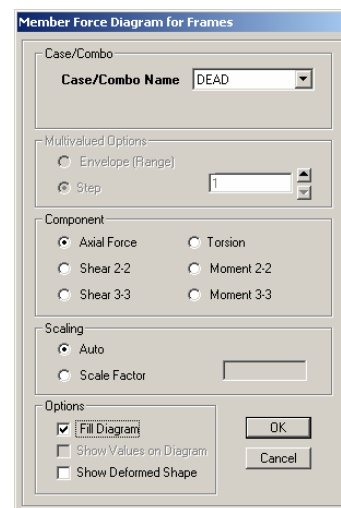 Member Force Diagram for Frames
Case/Combo
Case/Combo Name DEAD
Multivalued Options
Envelope (Range)
Step 1
Component
Axial Force Torsion
Shear 2-2 Moment 2-2
Shear 3-3 Moment 3-3
Scaling
Auto
Scale Factor
Options
Fill Diagram OK
Show Values on Diagram
Cancel
Show Deformed Shape